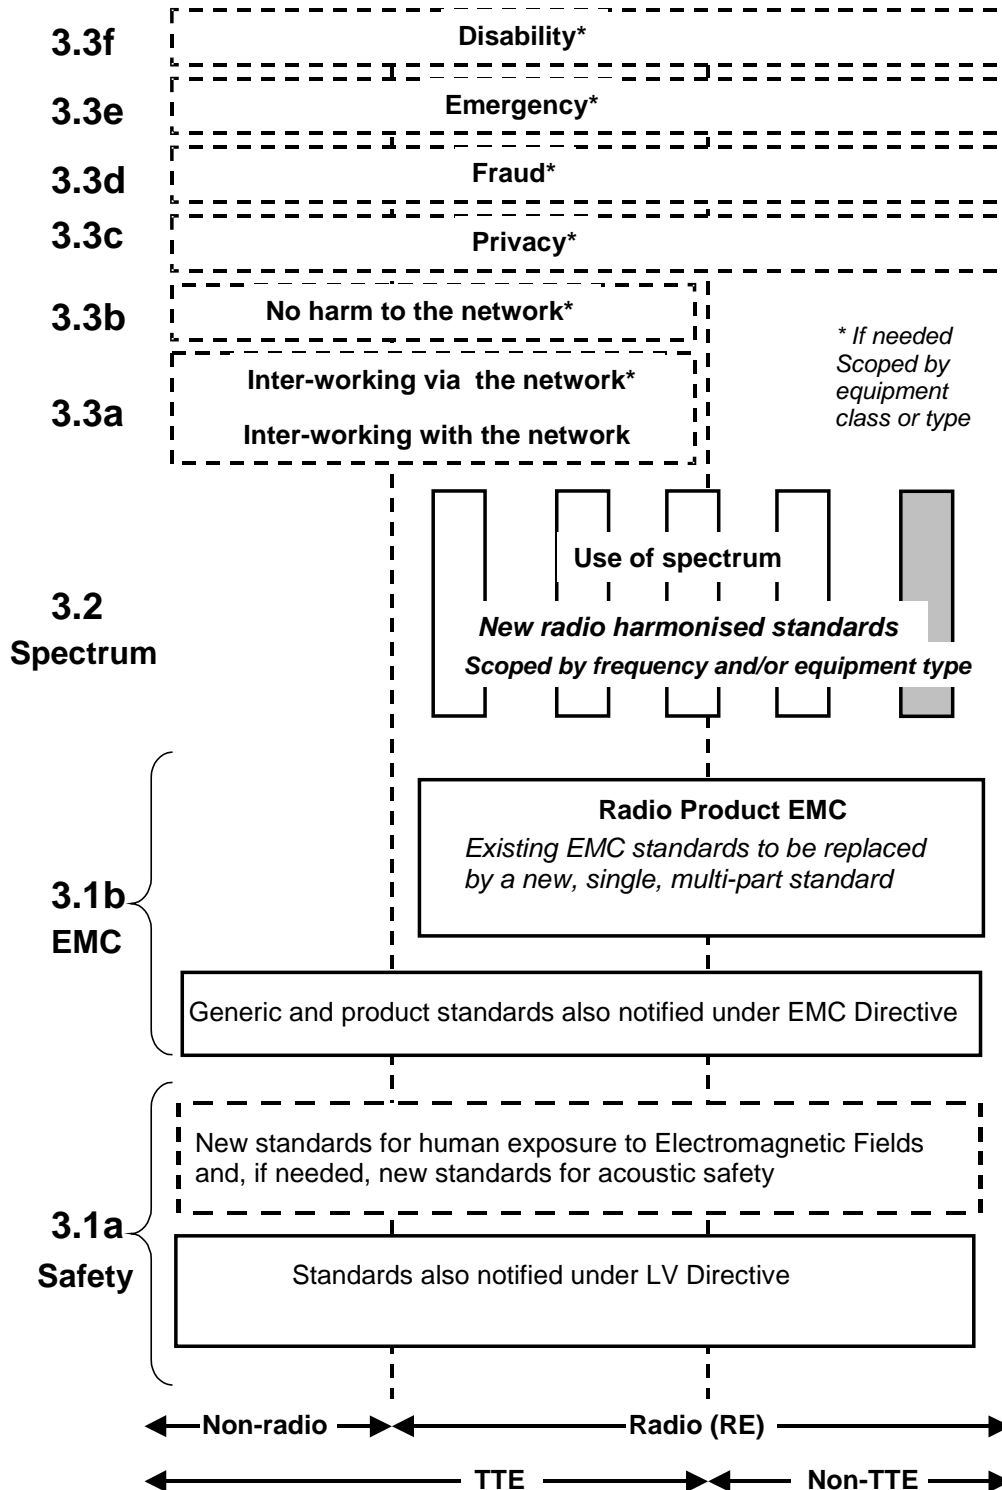 3.3f
Disability*
3.3e
Emergency*
3.3d
Fraud*
3.3c
Privacy*
3.3b
No harm to the network*
* If needed
Scoped by
equipment
class or type
3.3a
Inter-working via the network*
Inter-working with the network
3.2
Spectrum
Use of spectrum
New radio harmonised standards
Scoped by frequency and/or equipment type
3.1b
EMC
Radio Product EMC
Existing EMC standards to be replaced
by a new, single, multi-part standard
Generic and product standards also notified under EMC Directive
3.1a
Safety
New standards for human exposure to Electromagnetic Fields
and, if needed, new standards for acoustic safety
Standards also notified under LV Directive
Non-radio
Radio (RE)
TTE
Non-TTE